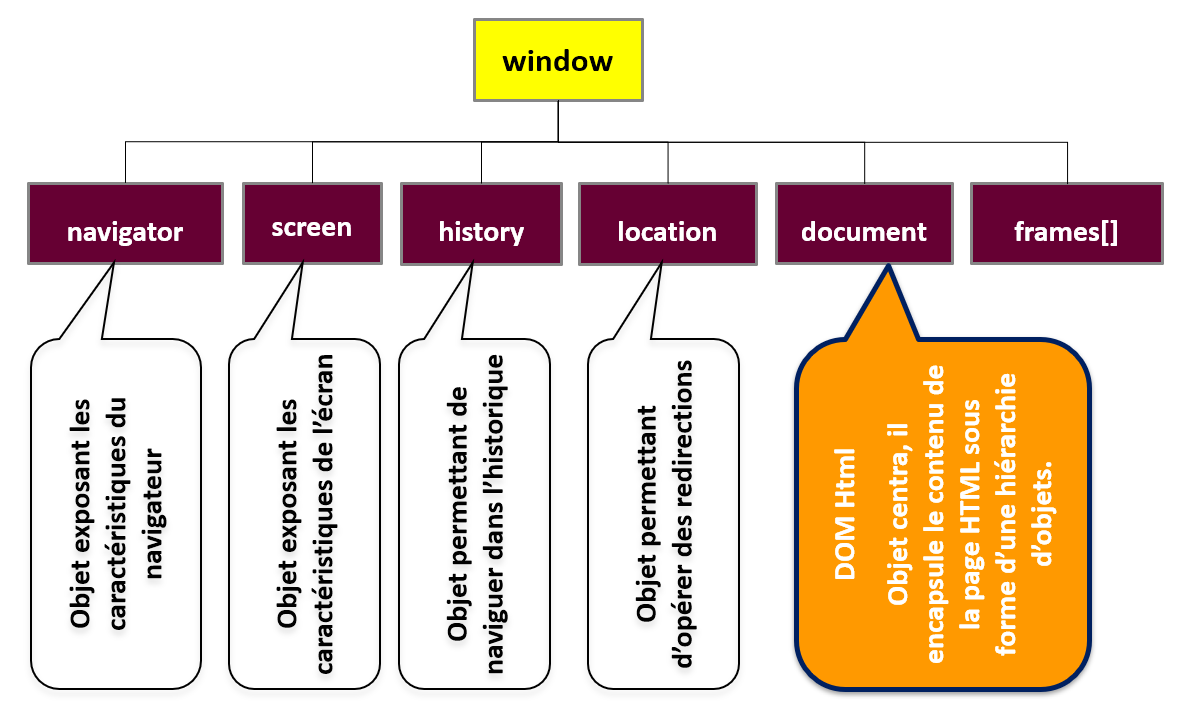 window
navigator
screen
history
location
document
frames[]
Objet exposant les
caractéristiques du
navigateur
Objet exposant les
caractéristiques de l'écran
Objet permettant de
naviguer dans l'historique
Objet permettant
d'opérer des redirections
DOM Html
Objet centra, il
encapsule le contenu de
la page HTML sous
forme d'une hiérarchie
d'objets.